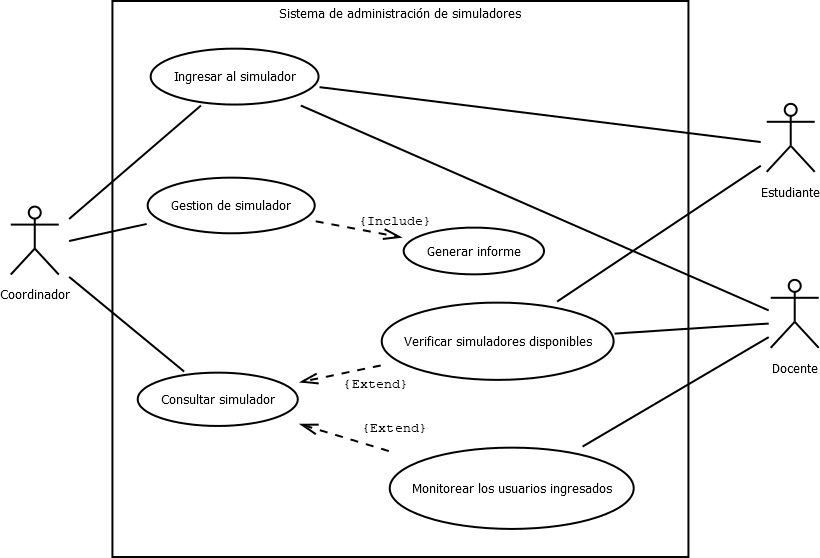 Sistema de administración de simuladores
Ingresar al simulador
Estudiante
Gestion de simulador
{Include}
Generar informe
Coordinador
Verificar simuladores disponibles
Docente
{Extend}
Consultar simulador
{Extend}
Monitorear los usuarios ingresados